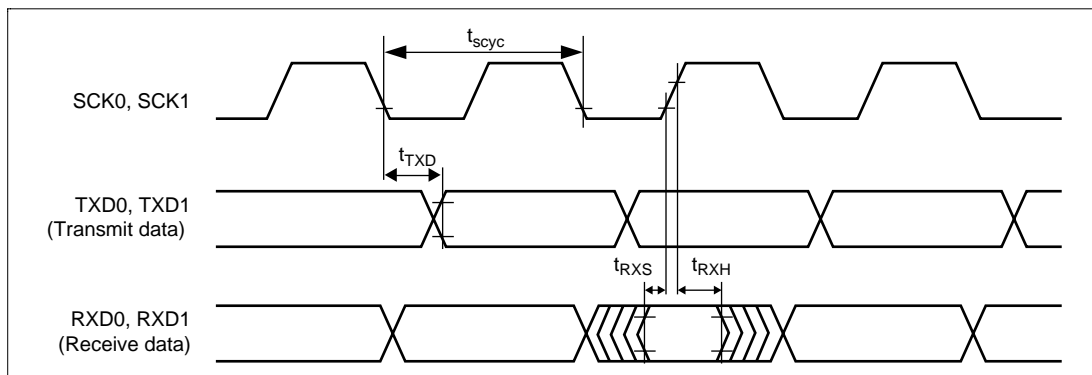 tscyc
SCK0, SCK1
tTXD
TXD0, TXD1
(Transmit data)
tRXS
tRXH
RXD0, RXD1
(Receive data)